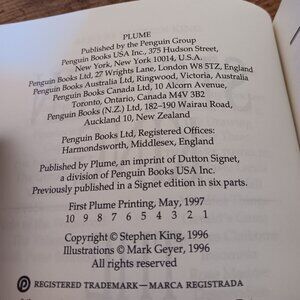 PLUME
Published by the Penguin Group
Penguin Books USA Inc., 375 Hudson Street,
New York, New York 10014, U.S.A.
Penguin Books Ltd, 27 Wrights Lane, London W8 5TZ, England
Penguin Books Australia Ltd, Ringwood, Victoria, Australia
Penguin Books Canada Ltd, 10 Alcorn Avenue,
Toronto, Ontario, Canada M4V 3B2
Penguin Books (N.Z.) Ltd, 182–190 Wairau Road,
Auckland 10, New Zealand
Penguin Books Ltd, Registered Offices:
Harmondsworth, Middlesex, England
Published by Plume, an imprint of Dutton Signet,
a division of Penguin Books USA Inc.
Previously published in a Signet edition in six parts.
First Plume Printing, May, 1997
10 9 8 7 6 5 4 3 2 1
Copyright © Stephen King, 1996
Illustrations © Mark Geyer, 1996
All rights reserved
REGISTERED TRADEMARK—MARCA REGISTRADA